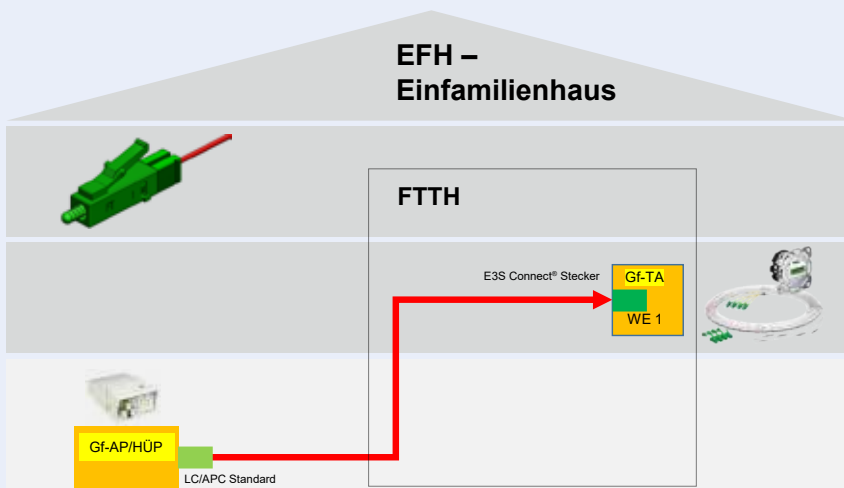 EFH –
Einfamilienhaus
FTTH
E3S Connect® Stecker
Gf-TA
WE 1
Gf-AP/HÜP
LC/APC Standard